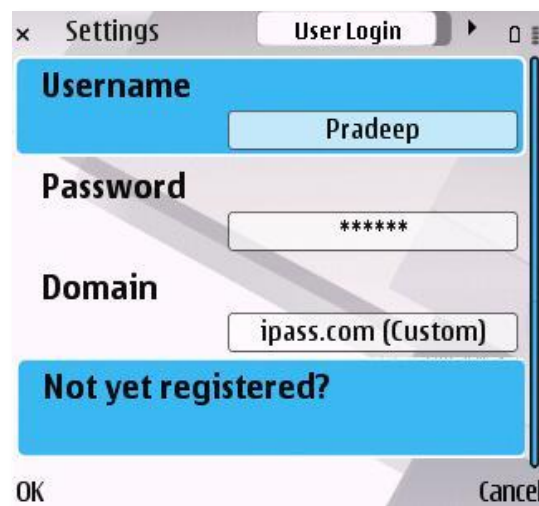 × Settings User Login
Username
Pradeep
Password
******
Domain
ipass.com (Custom)
Not yet registered?
OK Cancel